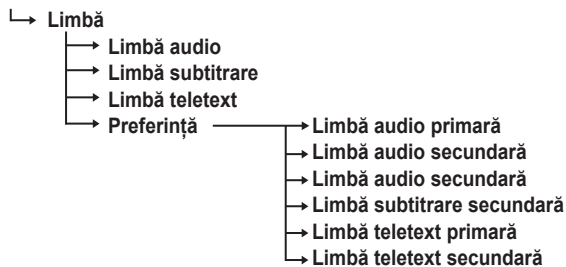 Limbă
Limbă audio
Limbă subtitrare
Limbă teletext
Preferință
Limbă audio primară
Limbă audio secundară
Limbă audio secundară
Limbă subtitrare secundară
Limbă teletext primară
Limbă teletext secundară